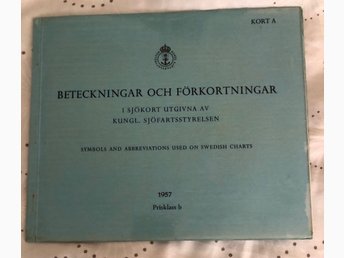 KORT A
BETECKNINGAR OCH FÖRKORTNINGAR
I SJÖKORT UTGIVNA AV
KUNGL. SJÖFARTSSTYRELSEN
SYMBOLS AND ABBREVIATIONS USED ON SWEDISH CHARTS
1957
Prisklass b